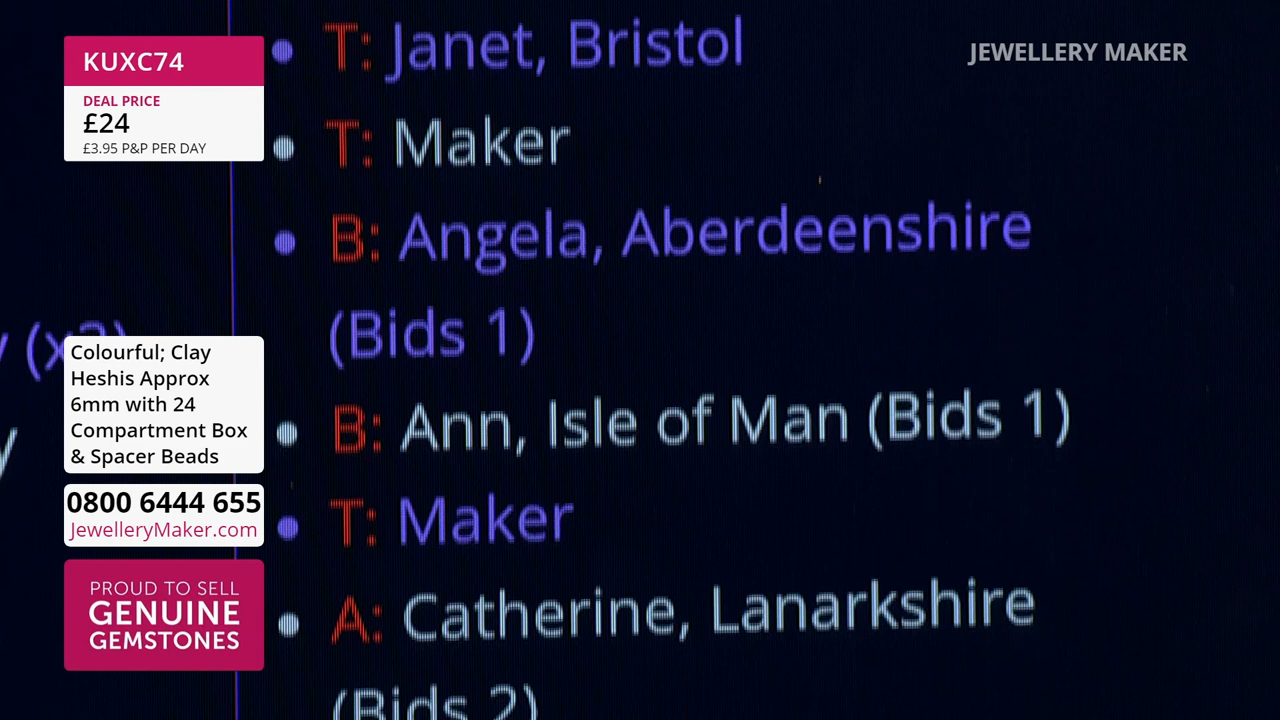 KUXC74
DEAL PRICE
£24
£3.95 P&P PER DAY
JEWELLERY MAKER
T: Janet, Bristol
T: Maker
B: Angela, Aberdeenshire
(Bids 1)
B: Ann, Isle of Man (Bids 1)
T: Maker
A: Catherine, Lanarkshire
(Bids 2)
Colourful; Clay
Heshis Approx
6mm with 24
Compartment Box
& Spacer Beads
0800 6444 655
JewelleryMaker.com
PROUD TO SELL
GENUINE
GEMSTONES